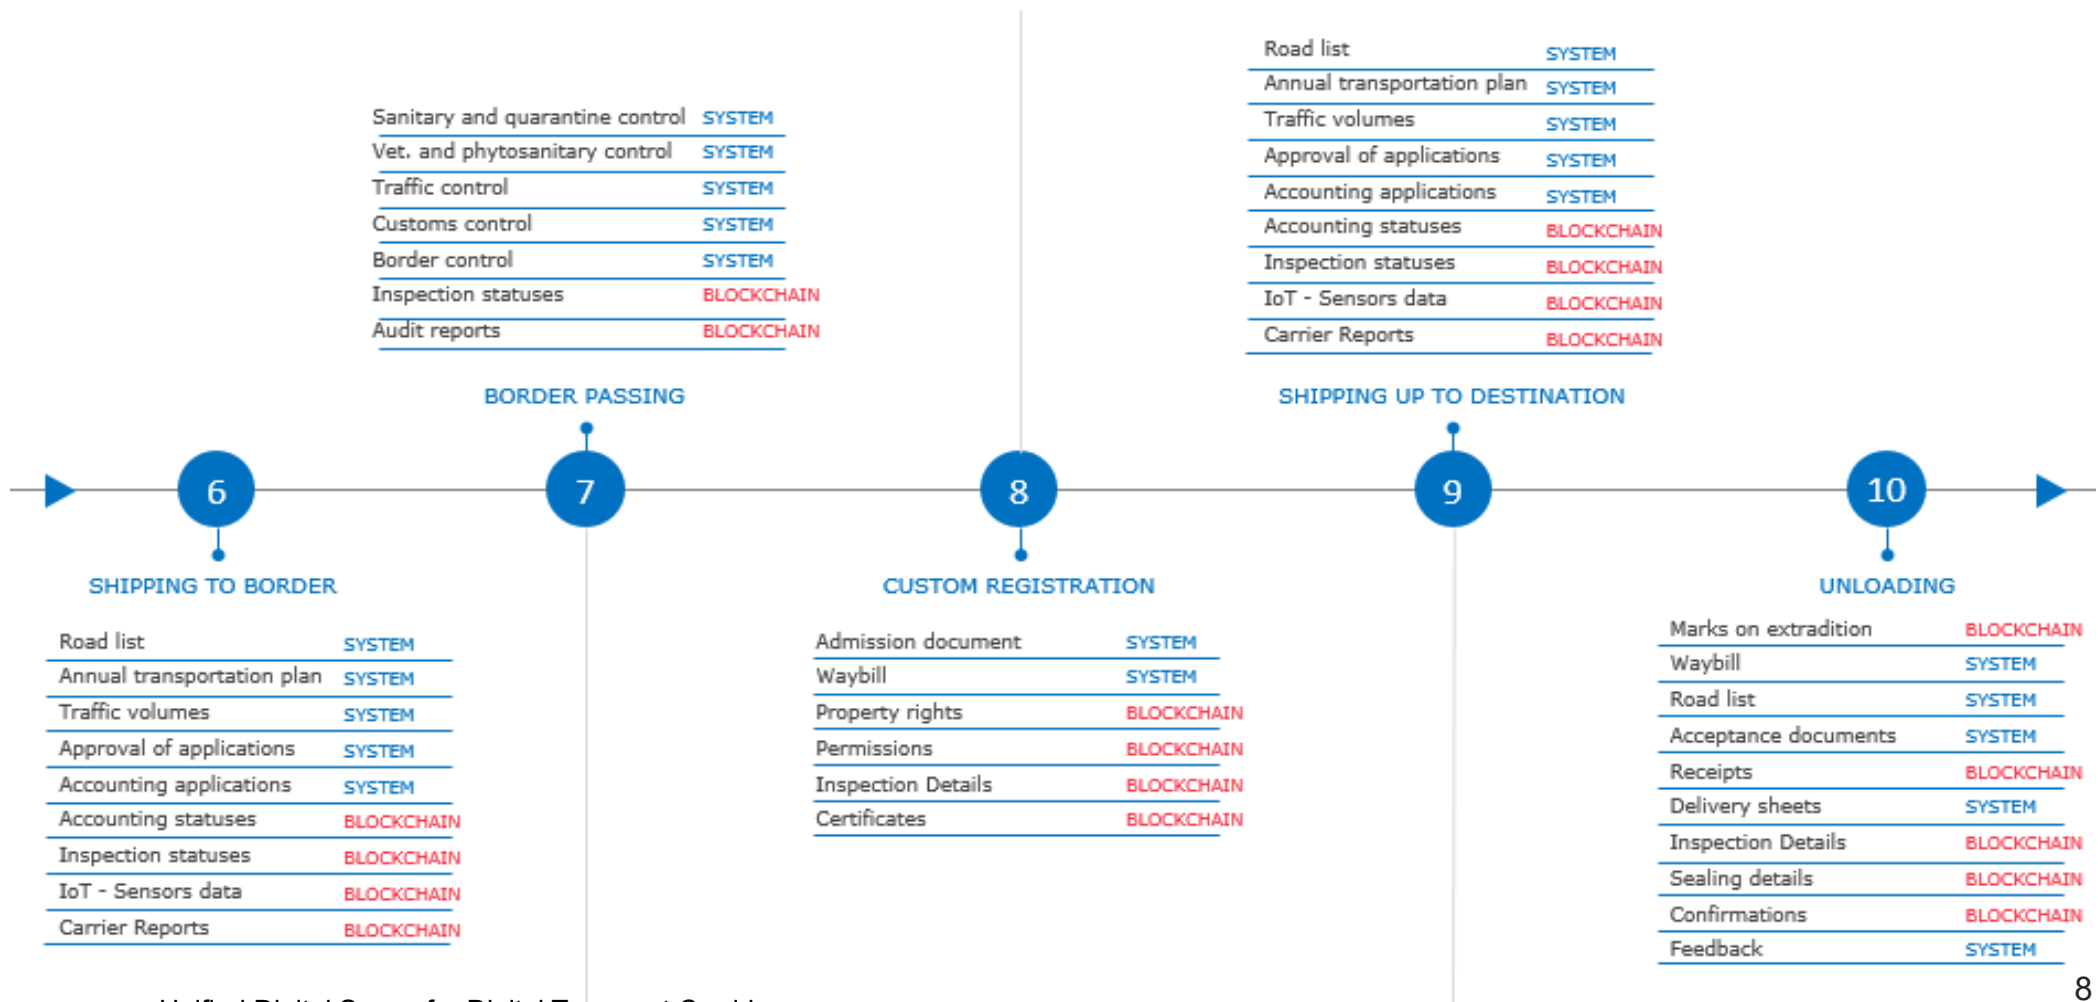 Road list SYSTEM
Annual transportation plan SYSTEM
Traffic volumes SYSTEM
Approval of applications SYSTEM
Accounting applications SYSTEM
Accounting statuses BLOCKCHAIN
Inspection statuses BLOCKCHAIN
IoT - Sensors data BLOCKCHAIN
Carrier Reports BLOCKCHAIN
Sanitary and quarantine control SYSTEM
Vet. and phytosanitary control SYSTEM
Traffic control SYSTEM
Customs control SYSTEM
Border control SYSTEM
Inspection statuses BLOCKCHAIN
Audit reports BLOCKCHAIN
BORDER PASSING
SHIPPING UP TO DESTINATION
6 7 8 9 10
SHIPPING TO BORDER
Road list SYSTEM
Annual transportation plan SYSTEM
Traffic volumes SYSTEM
Approval of applications SYSTEM
Accounting applications SYSTEM
Accounting statuses BLOCKCHAIN
Inspection statuses BLOCKCHAIN
IoT - Sensors data BLOCKCHAIN
Carrier Reports BLOCKCHAIN
CUSTOM REGISTRATION
Admission document SYSTEM
Waybill SYSTEM
Property rights BLOCKCHAIN
Permissions BLOCKCHAIN
Inspection Details BLOCKCHAIN
Certificates BLOCKCHAIN
UNLOADING
Marks on extradition BLOCKCHAIN
Waybill SYSTEM
Road list SYSTEM
Acceptance documents SYSTEM
Receipts BLOCKCHAIN
Delivery sheets SYSTEM
Inspection Details BLOCKCHAIN
Sealing details BLOCKCHAIN
Confirmations BLOCKCHAIN
Feedback SYSTEM
8